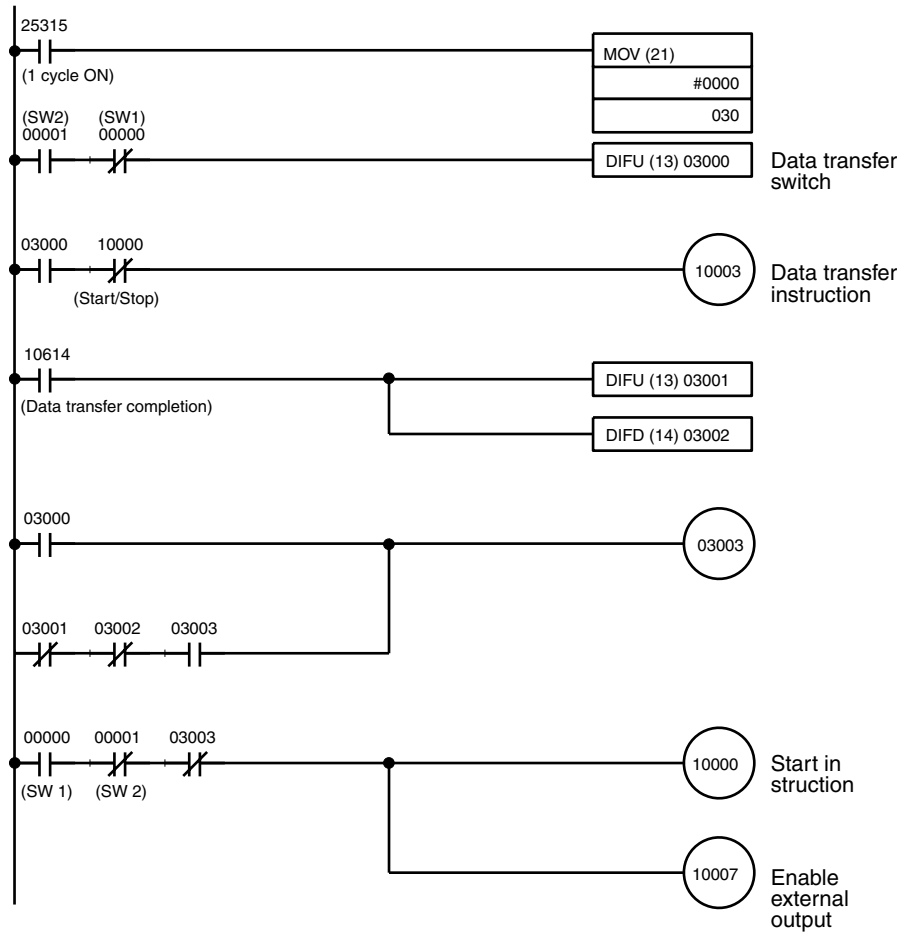 25315
(1 cycle ON)
MOV (21)
#0000
030
(SW2) (SW1)
00001 00000
DIFU (13) 03000
Data transfer
switch
03000 10000
(Start/Stop)
10003
Data transfer
instruction
10614
(Data transfer completion)
DIFU (13) 03001
DIFD (14) 03002
03000
03003
03001 03002 03003
00000 00001 03003
(SW 1) (SW 2)
10000
Start in
struction
10007
Enable
external
output